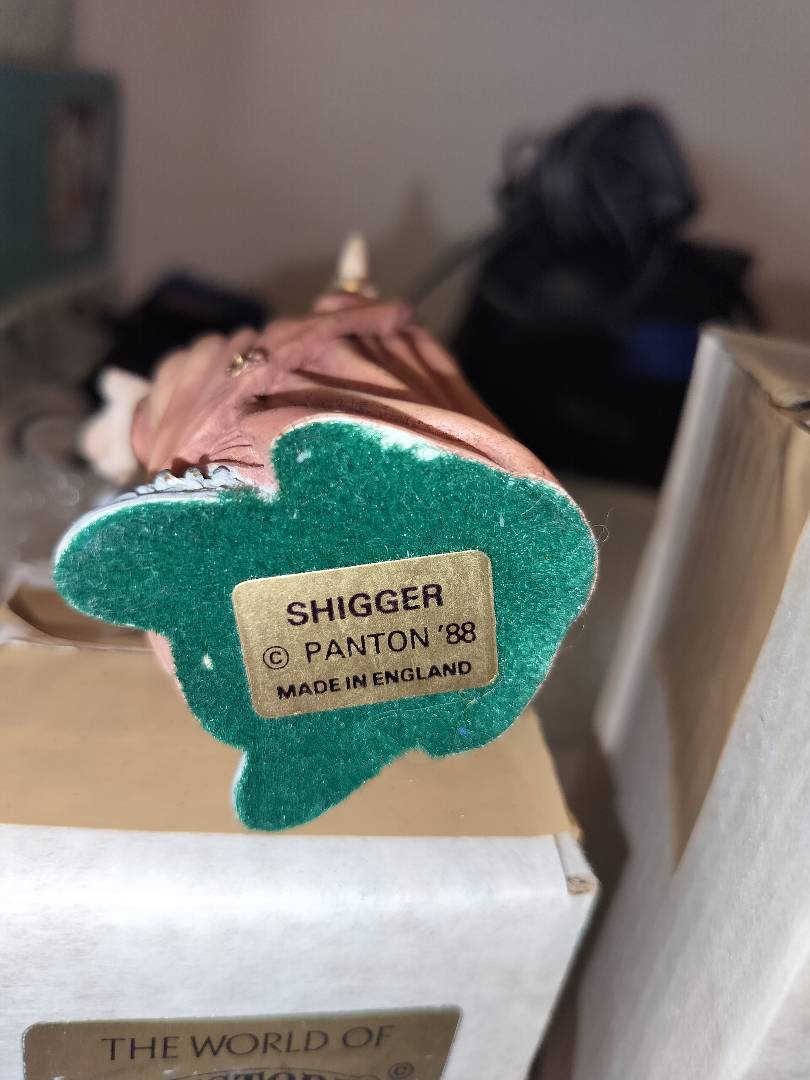 SHIGGER
© PANTON '88
MADE IN ENGLAND
THE WORLD OF
©